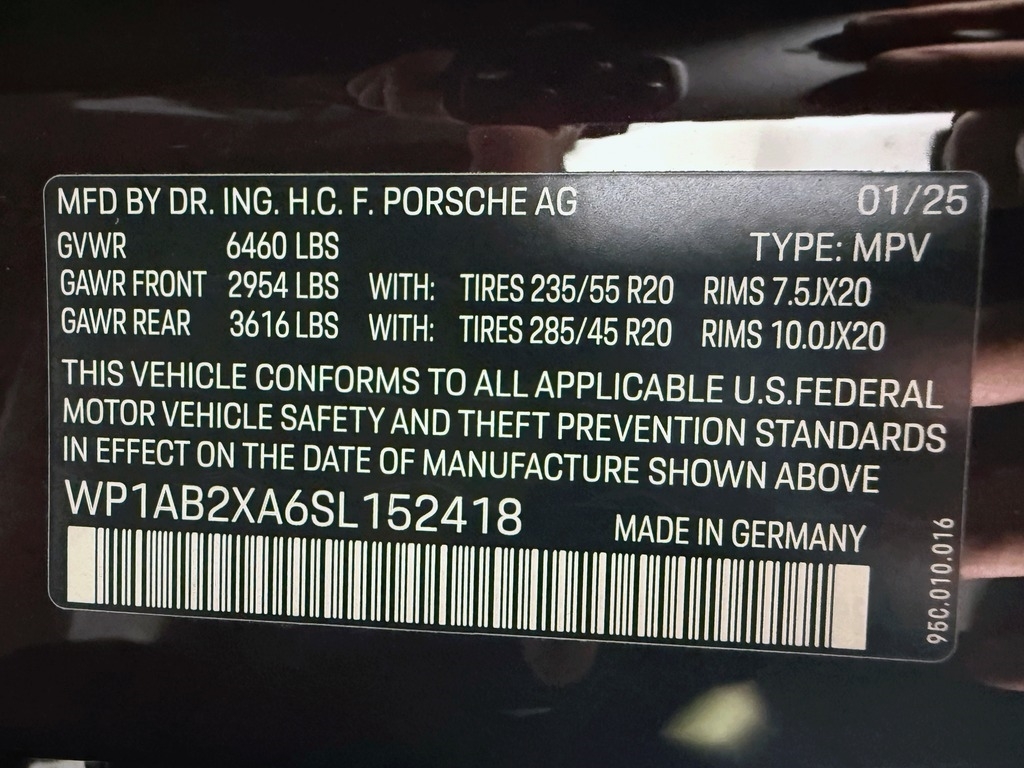 MFD BY DR. ING. H.C. F. PORSCHE AG 01/25
GVWR 6460 LBS TYPE: MPV
GAWR FRONT 2954 LBS WITH: TIRES 235/55 R20 RIMS 7.5JX20
GAWR REAR 3616 LBS WITH: TIRES 285/45 R20 RIMS 10.0JX20
THIS VEHICLE CONFORMS TO ALL APPLICABLE U.S.FEDERAL
MOTOR VEHICLE SAFETY AND THEFT PREVENTION STANDARDS
IN EFFECT ON THE DATE OF MANUFACTURE SHOWN ABOVE
WP1AB2XA6SL152418
MADE IN GERMANY
95C.010.016